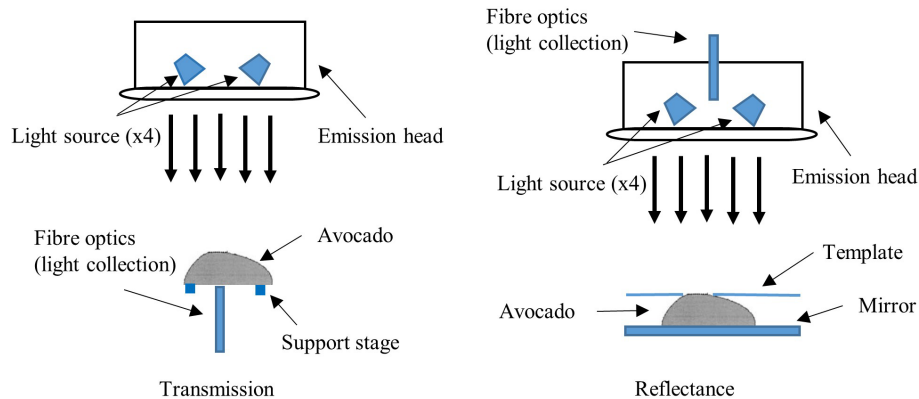 Light source (x4)
Emission head
Fibre optics
(light collection)
Avocado
Support stage
Transmission
Fibre optics
(light collection)
Light source (x4)
Emission head
Template
Avocado
Mirror
Reflectance